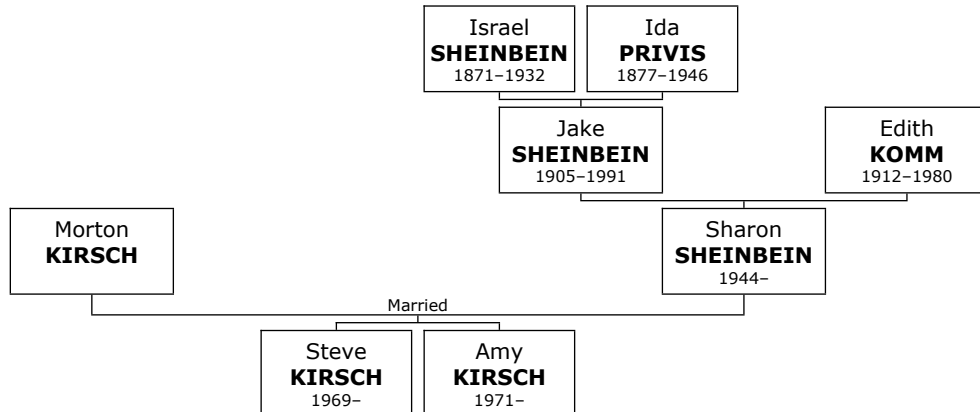 Israel
SHEINBEIN
1871–1932
Ida
PRIVIS
1877–1946
Jake
SHEINBEIN
1905–1991
Edith
KOMM
1912–1980
Morton
KIRSCH
Sharon
SHEINBEIN
1944–
Married
Steve
KIRSCH
1969–
Amy
KIRSCH
1971–